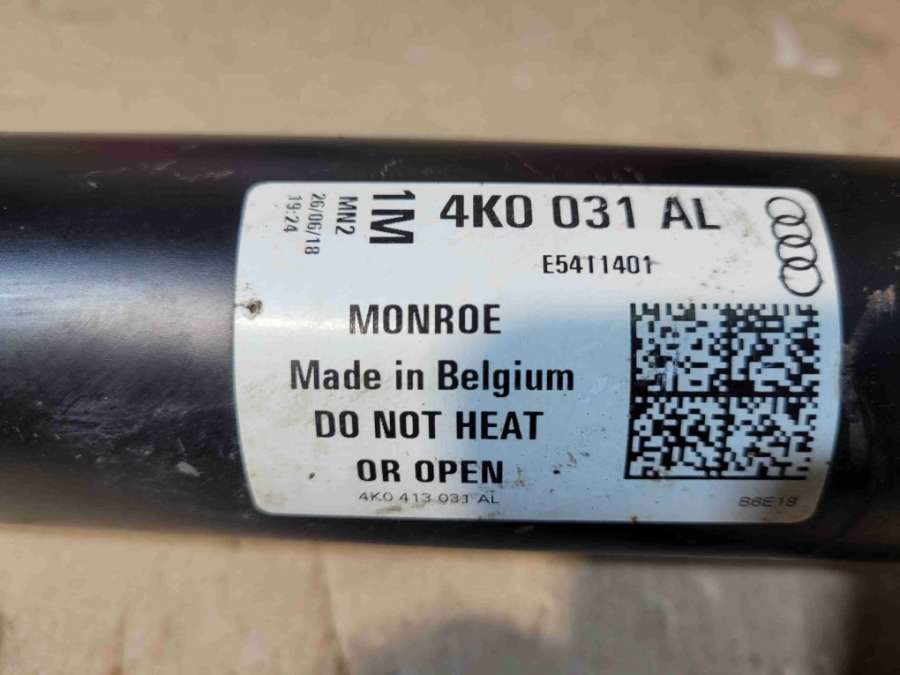 4K0 031 AL
1M
MN2
26/06/18
19:24
E5411401
MONROE
Made in Belgium
DO NOT HEAT
OR OPEN
4K0 413 031 AL
B6E18